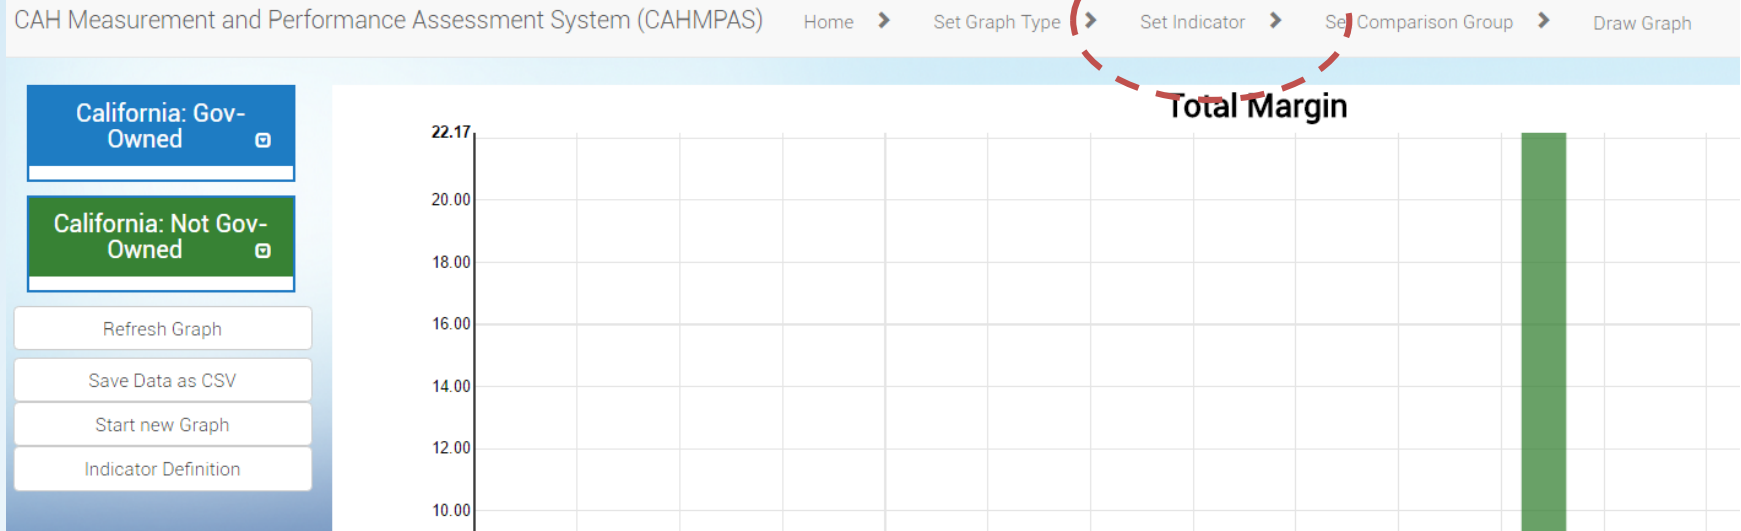 CAH Measurement and Performance Assessment System (CAHMPAS) Home Set Graph Type Set Indicator Set Comparison Group Draw Graph
California: Gov-
Owned
California: Not Gov-
Owned
Refresh Graph
Save Data as CSV
Start new Graph
Indicator Definition
Total Margin
22.17
20.00
18.00
16.00
14.00
12.00
10.00